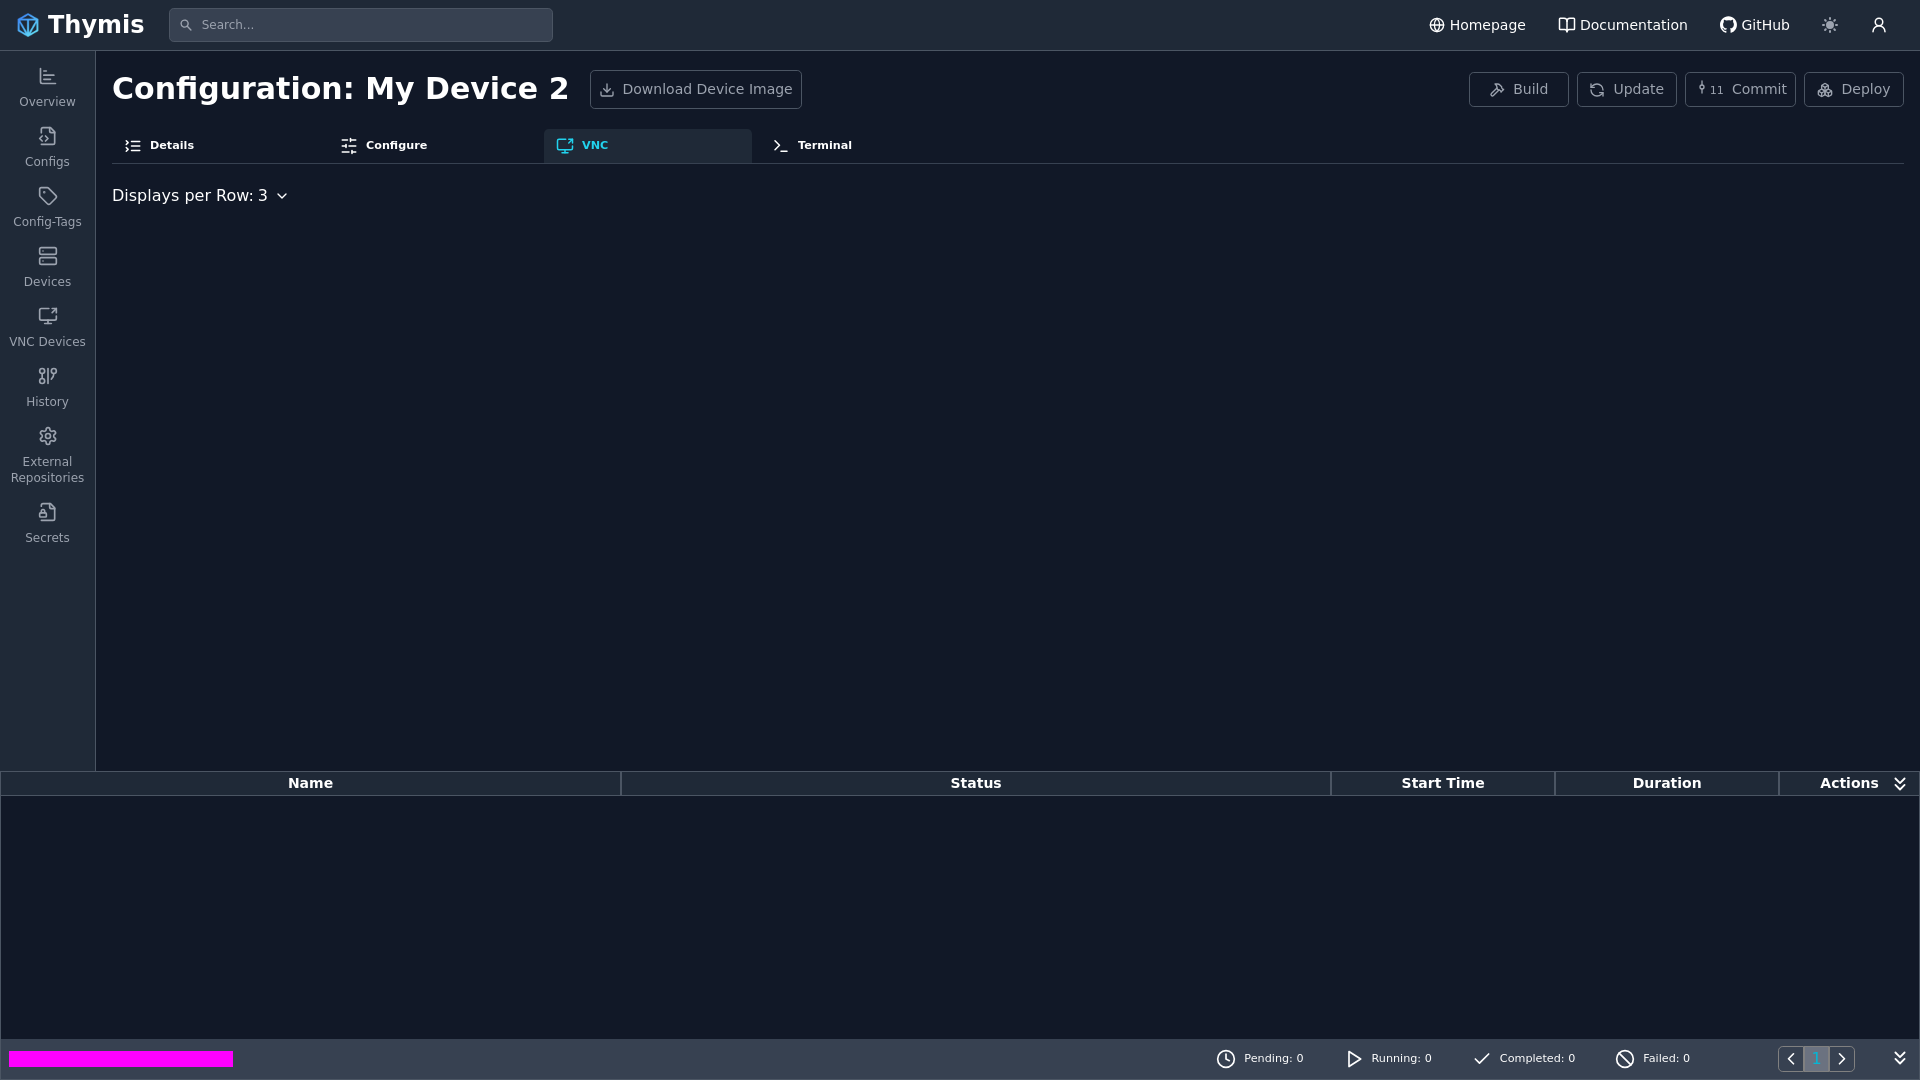 Thymis
Search...
Homepage
Documentation
GitHub
Overview
Configs
Config-Tags
Devices
VNC Devices
History
External
Repositories
Secrets
Configuration: My Device 2
Download Device Image
Build
Update
11 Commit
Deploy
Details
Configure
VNC
Terminal
Displays per Row: 3
Name
Status
Start Time
Duration
Actions
Pending: 0
Running: 0
Completed: 0
Failed: 0
1